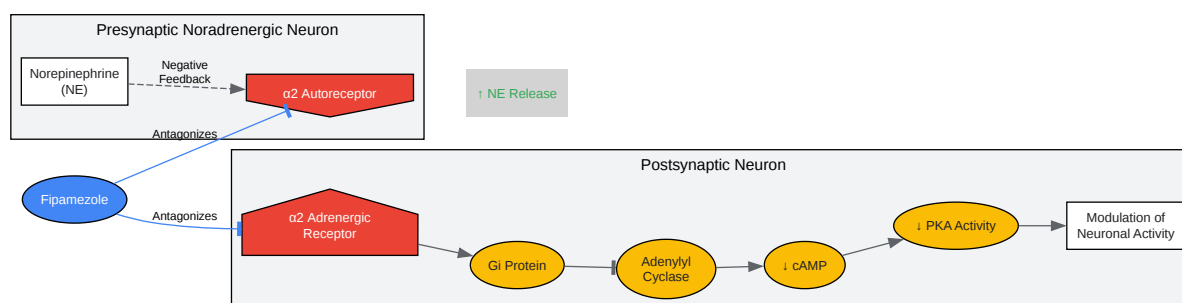 Presynaptic Noradrenergic Neuron
Norepinephrine
(NE)
Negative
Feedback
α2 Autoreceptor
↑ NE Release
Antagonizes
Fipamezole
Antagonizes
Postsynaptic Neuron
α2 Adrenergic
Receptor
Gi Protein
Adenylyl
Cyclase
↓ cAMP
↓ PKA Activity
Modulation of
Neuronal Activity